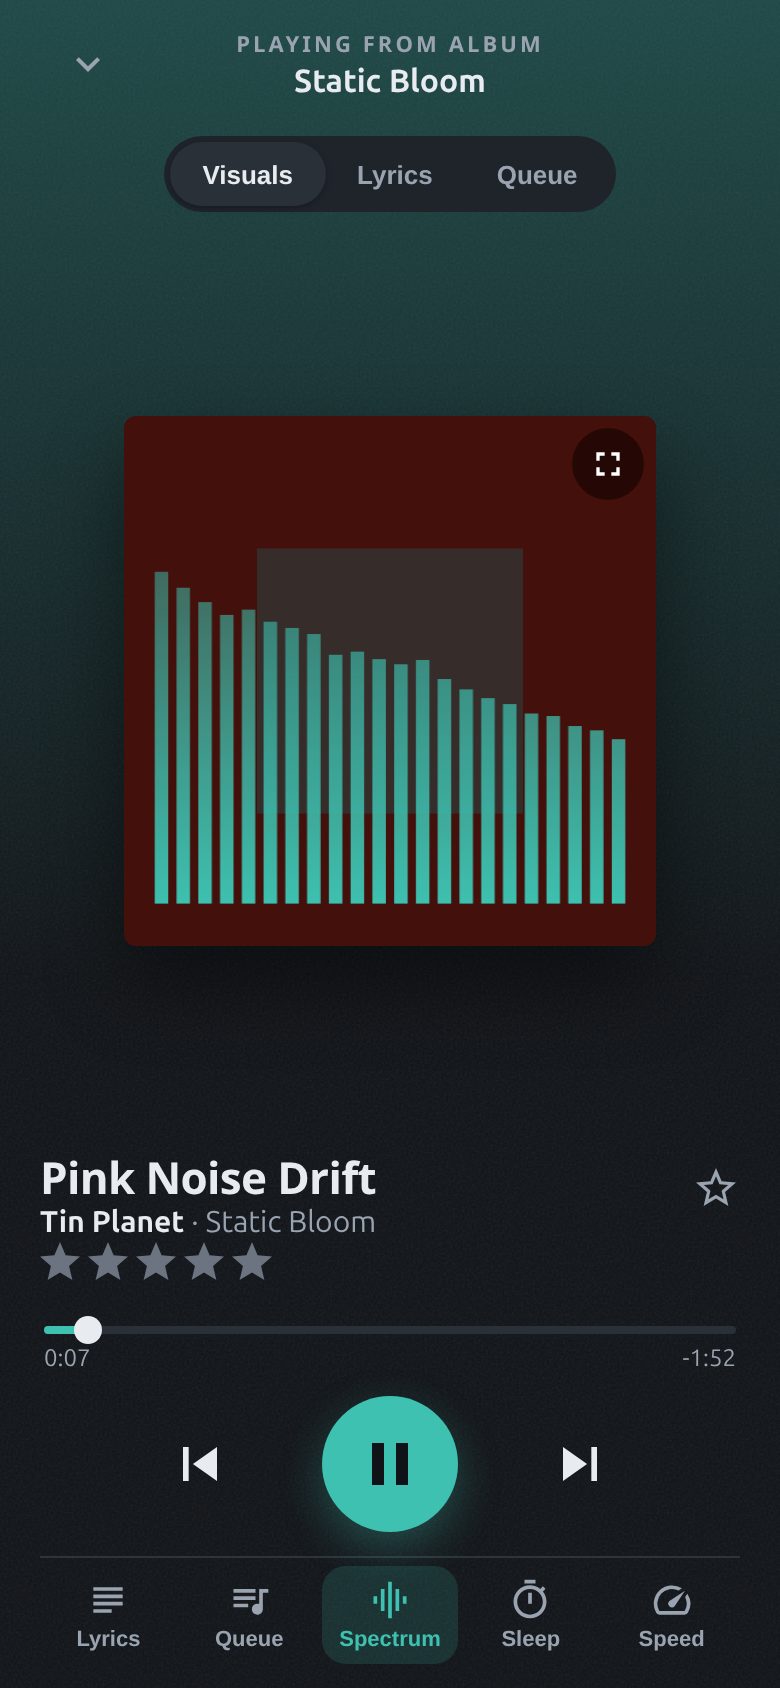 PLAYING FROM ALBUM
Static Bloom
Visuals Lyrics Queue
Pink Noise Drift
Tin Planet · Static Bloom
0:07 -1:52
Lyrics Queue Spectrum Sleep Speed